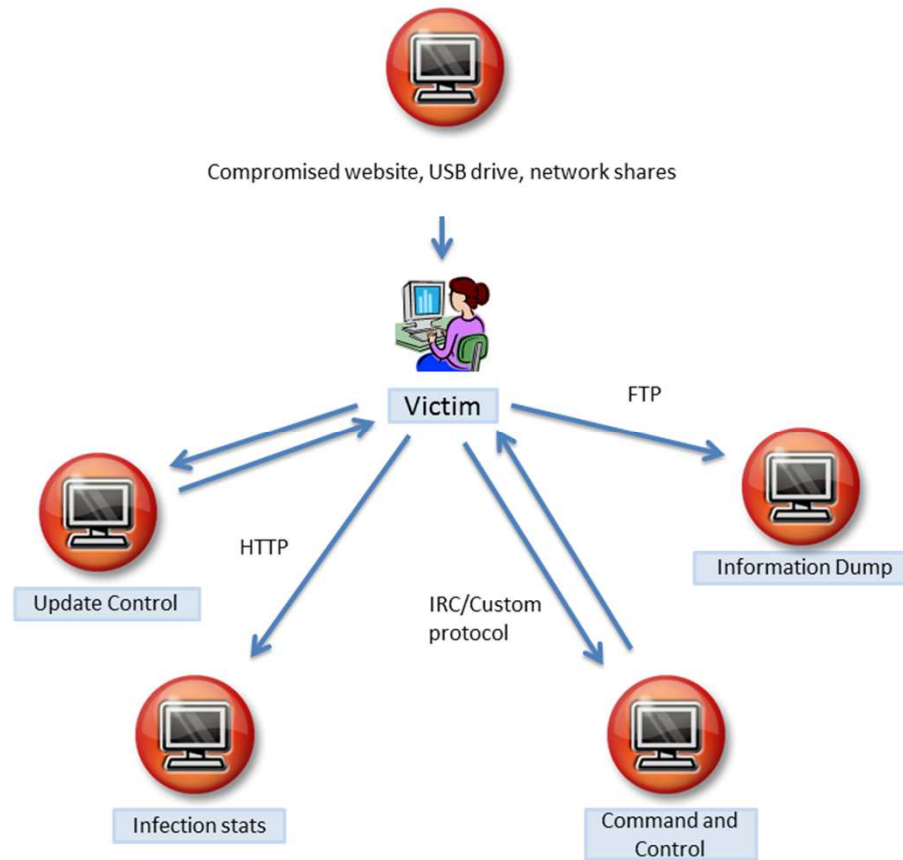 Compromised website, USB drive, network shares
Victim
FTP
HTTP
Update Control
Information Dump
IRC/Custom
protocol
Infection stats
Command and
Control